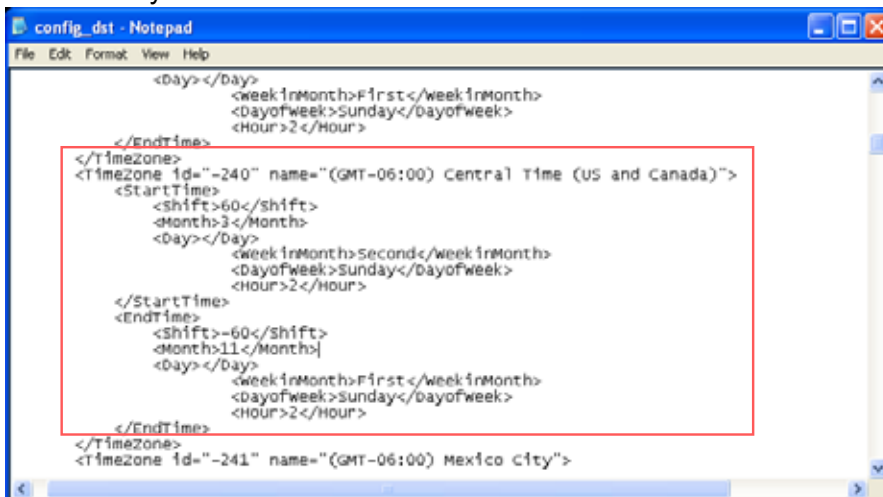 config_dst - Notepad
File Edit Format View Help
<Day></Day>
<WeekinMonth>First</WeekinMonth>
<DayofWeek>Sunday</DayofWeek>
<Hour>2</Hour>
</EndTime>
</TimeZone>
<TimeZone id="-240" name="(GMT-06:00) Central Time (US and Canada)">
<StartTime>
<Shift>60</Shift>
<Month>3</Month>
<Day></Day>
<WeekinMonth>Second</WeekinMonth>
<DayofWeek>Sunday</DayofWeek>
<Hour>2</Hour>
</StartTime>
<EndTime>
<Shift>-60</Shift>
<Month>11</Month>
<Day></Day>
<WeekinMonth>First</WeekinMonth>
<DayofWeek>Sunday</DayofWeek>
<Hour>2</Hour>
</EndTime>
</TimeZone>
<TimeZone id="-241" name="(GMT-06:00) Mexico City">